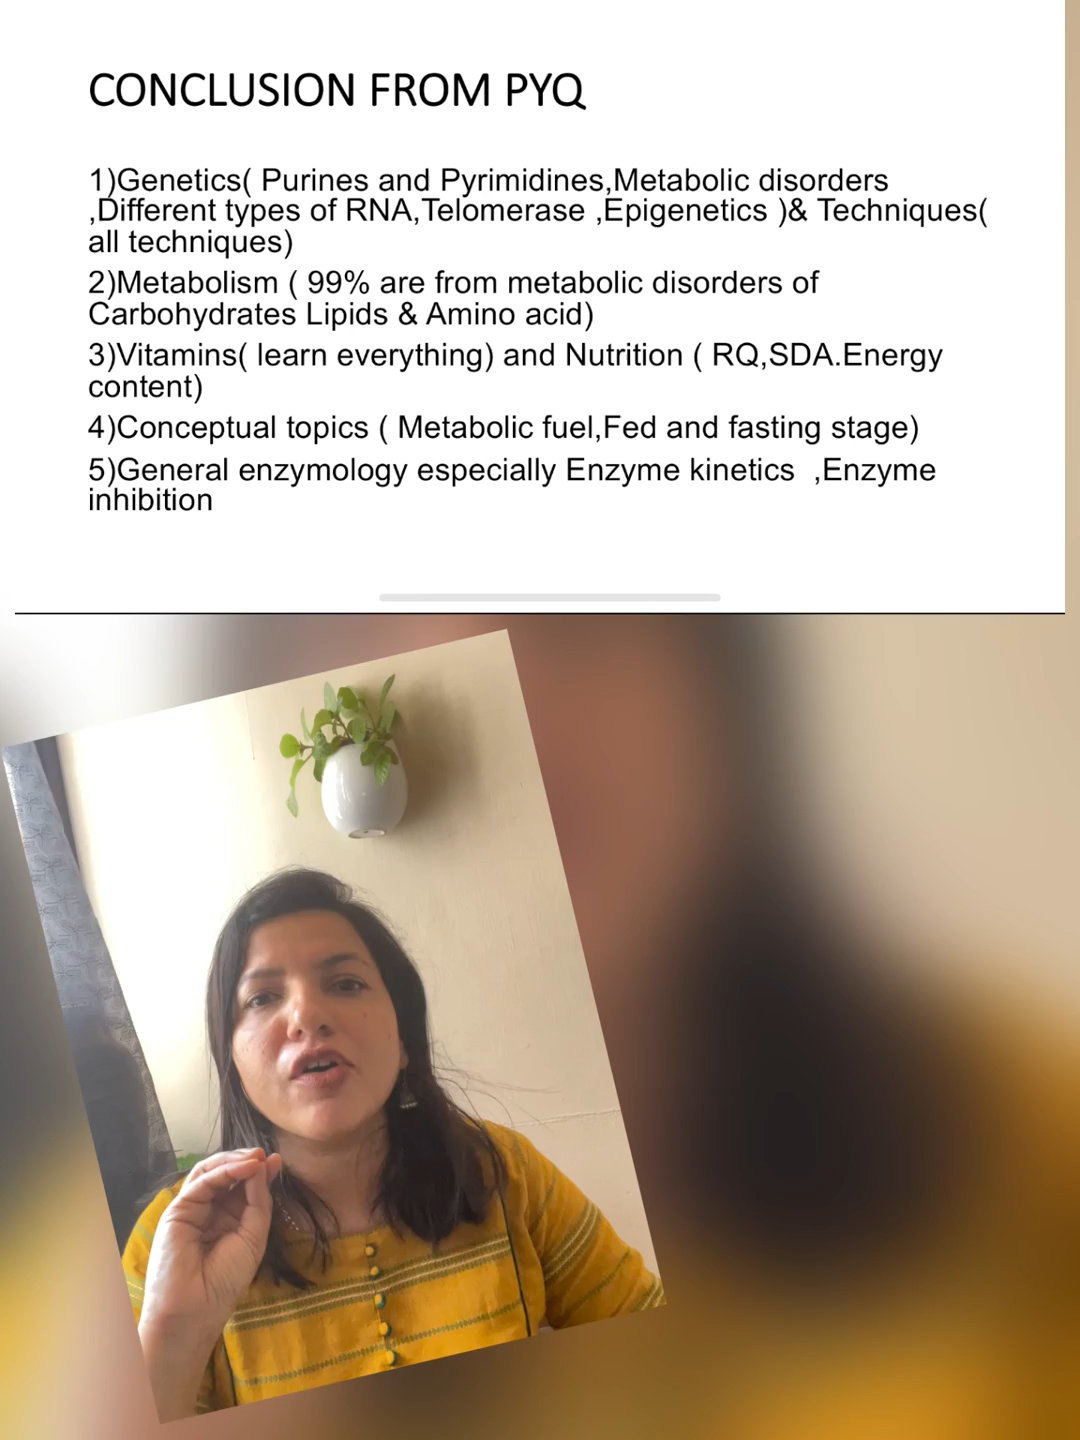 CONCLUSION FROM PYQ
1)Genetics( Purines and Pyrimidines,Metabolic disorders
,Different types of RNA,Telomerase ,Epigenetics )& Techniques(
all techniques)
2)Metabolism ( 99% are from metabolic disorders of
Carbohydrates Lipids & Amino acid)
3)Vitamins( learn everything) and Nutrition ( RQ,SDA.Energy
content)
4)Conceptual topics ( Metabolic fuel,Fed and fasting stage)
5)General enzymology especially Enzyme kinetics  ,Enzyme
inhibition